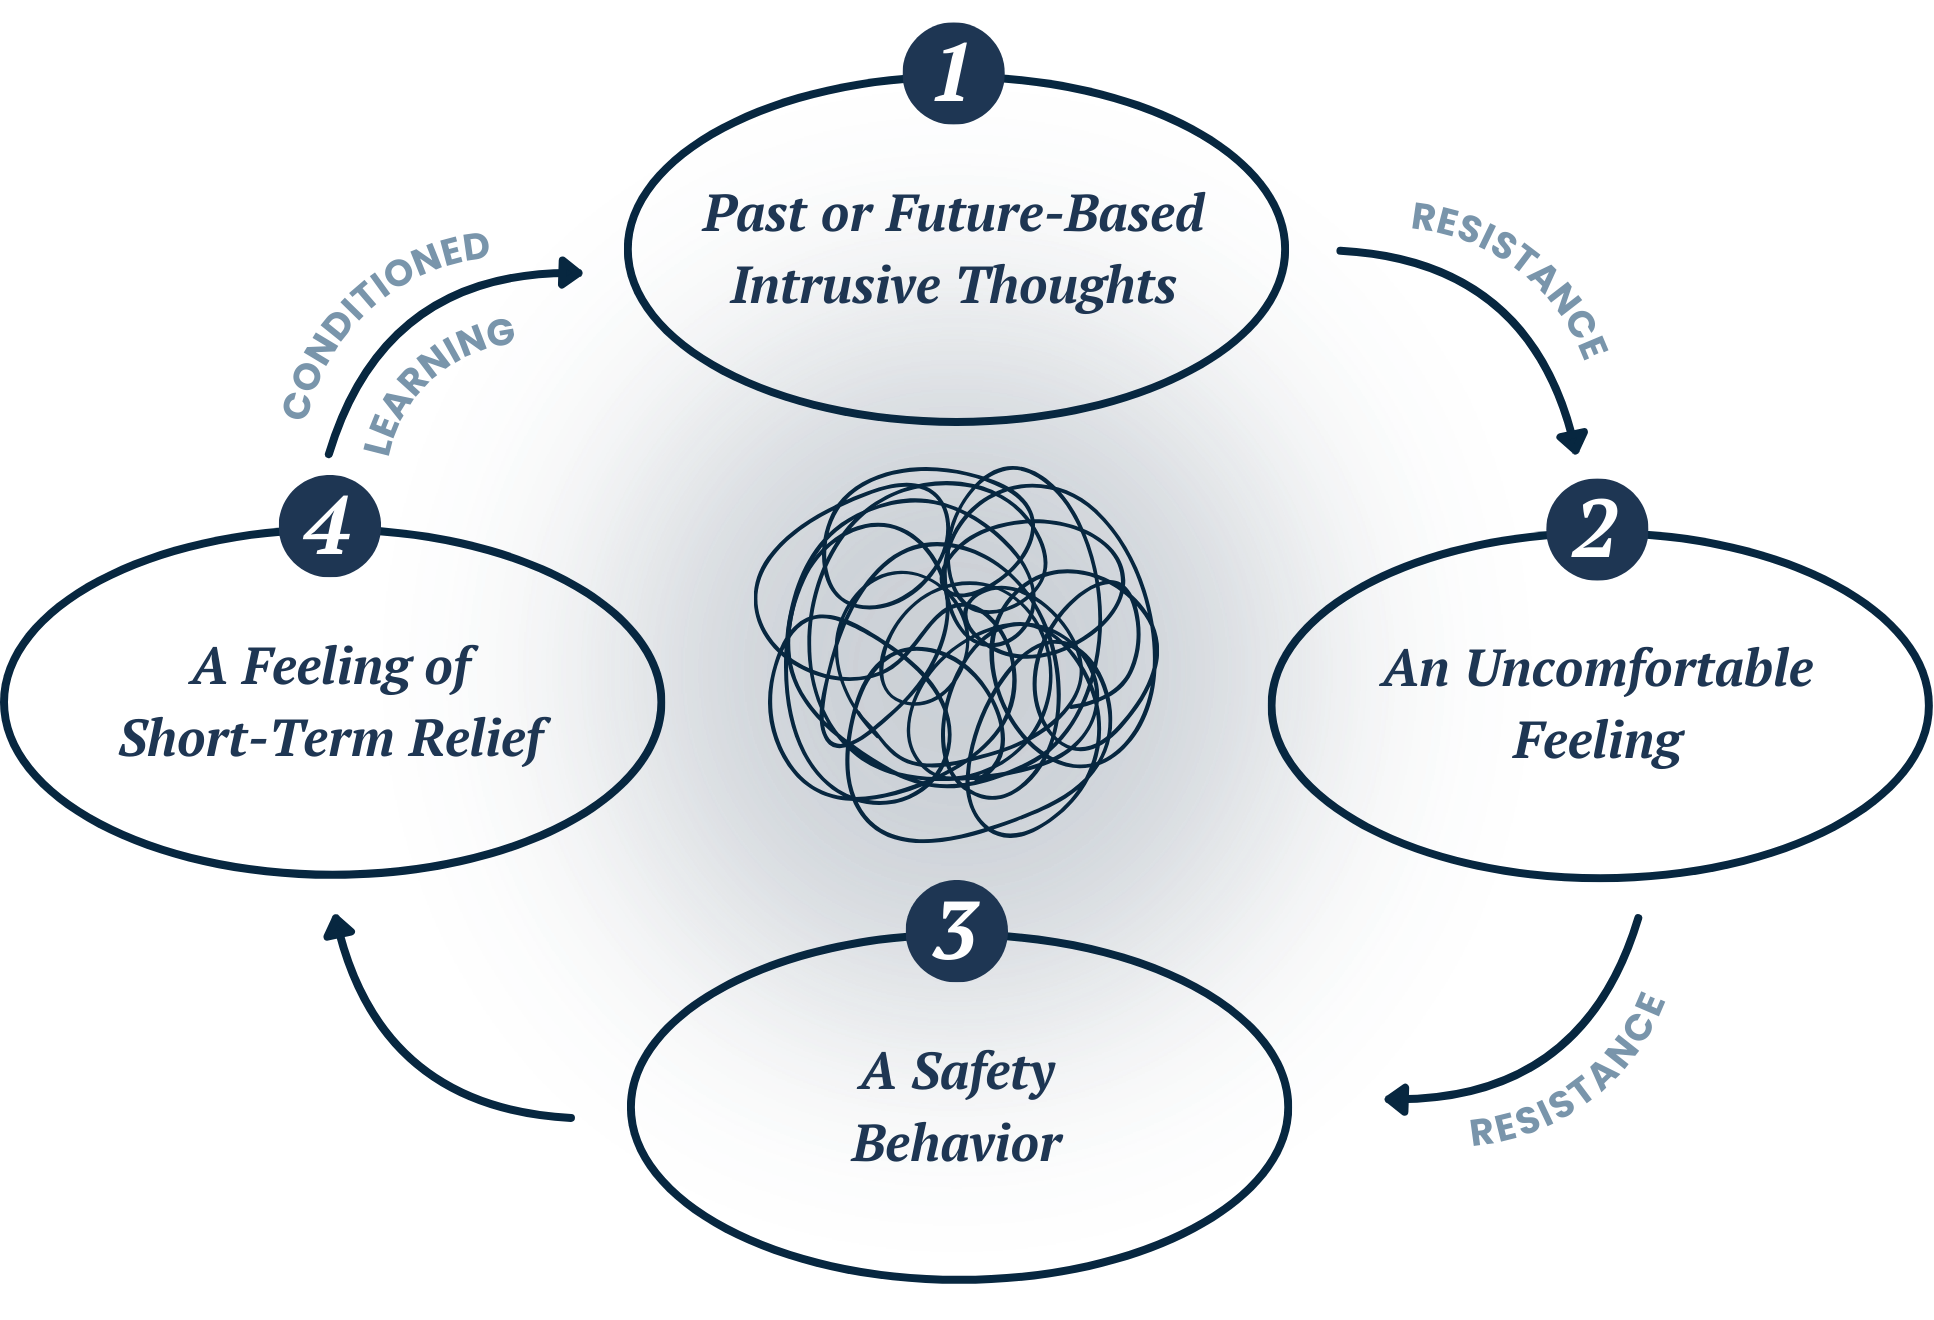 1
Past or Future-Based
Intrusive Thoughts
RESISTANCE
2
An Uncomfortable
Feeling
RESISTANCE
3
A Safety
Behavior
4
A Feeling of
Short-Term Relief
CONDITIONED
LEARNING